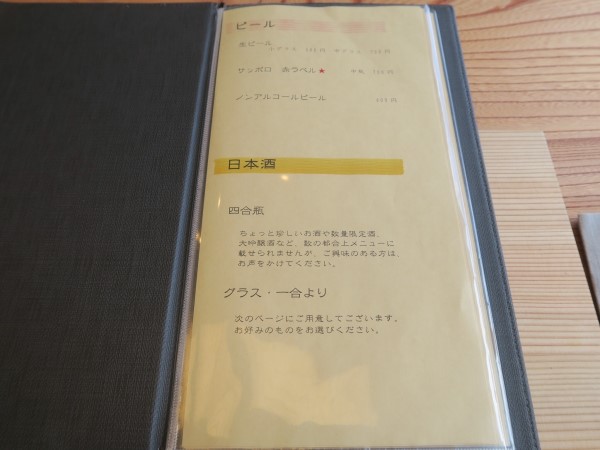 ビール
生ビール
サッポロ 赤ラベル★
ノンアルコールビール
日本酒
四合瓶
ちょっと珍しいお酒や数量限定酒、
大吟醸酒など、数の都合上メニューに
載せられませんが、ご興味のある方は、
お声をかけてください。
グラス・一合より
次のページにご用意してございます。
お好みのものをお選びください。